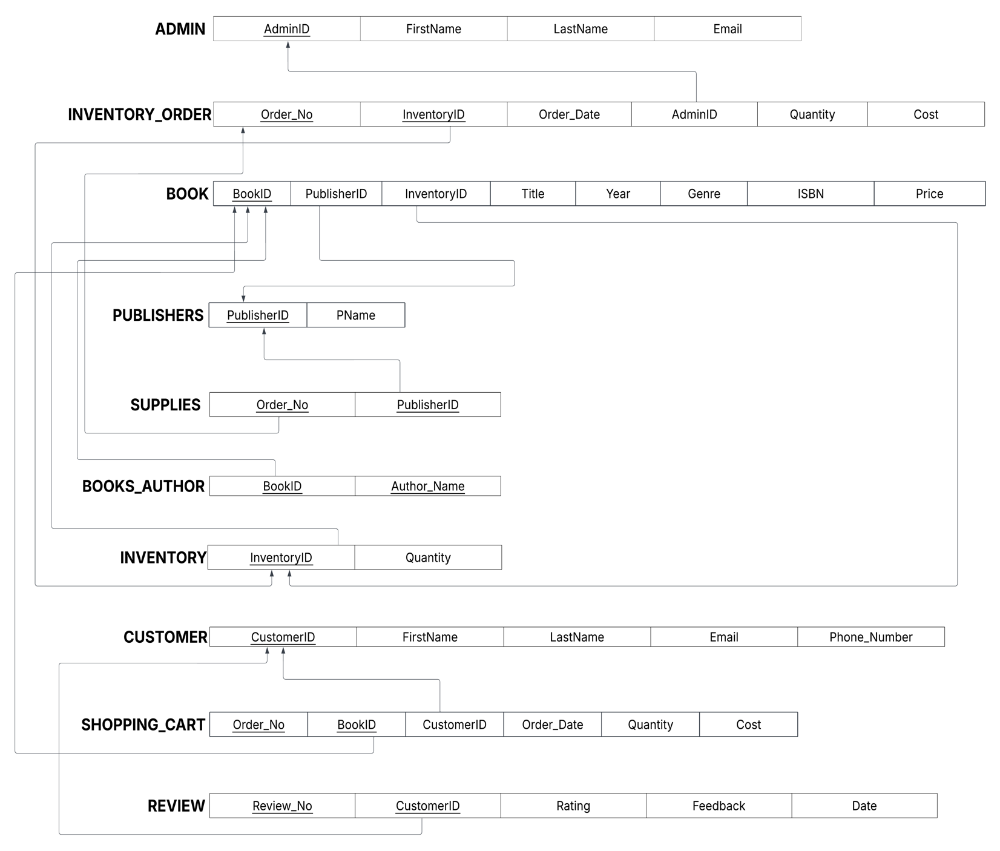 ADMIN AdminID FirstName LastName Email
INVENTORY_ORDER Order_No InventoryID Order_Date AdminID Quantity Cost
BOOK BookID PublisherID InventoryID Title Year Genre ISBN Price
PUBLISHERS PublisherID PName
SUPPLIES Order_No PublisherID
BOOKS_AUTHOR BookID Author_Name
INVENTORY InventoryID Quantity
CUSTOMER CustomerID FirstName LastName Email Phone_Number
SHOPPING_CART Order_No BookID CustomerID Order_Date Quantity Cost
REVIEW Review_No CustomerID Rating Feedback Date